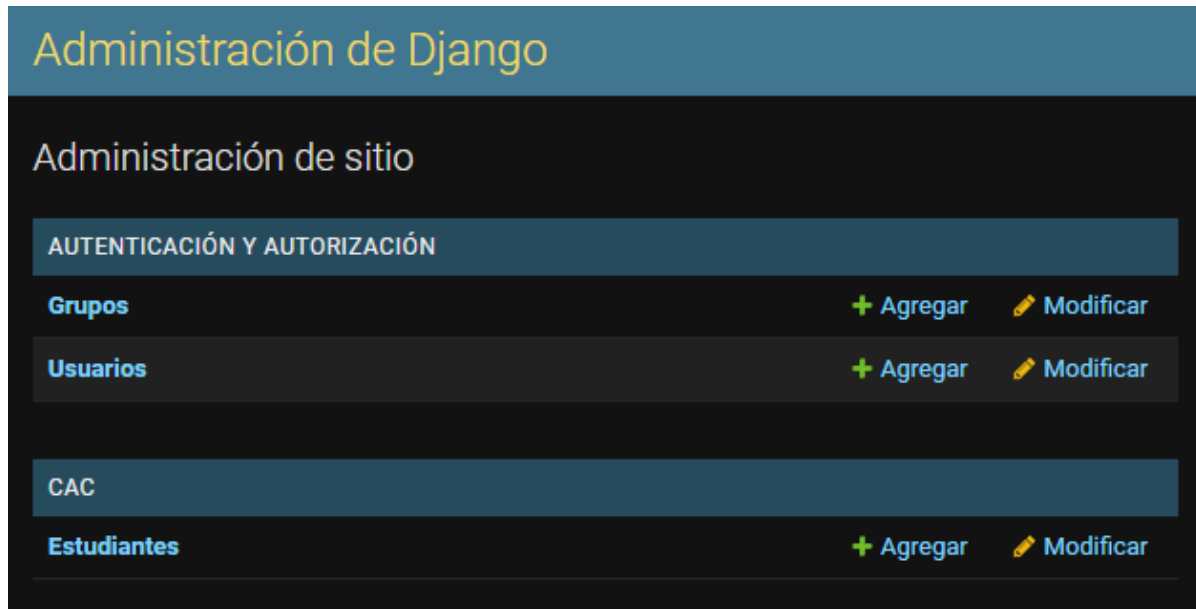 Administración de Django
Administración de sitio
AUTENTICACIÓN Y AUTORIZACIÓN
Grupos Agregar Modificar
Usuarios Agregar Modificar
CAC
Estudiantes Agregar Modificar